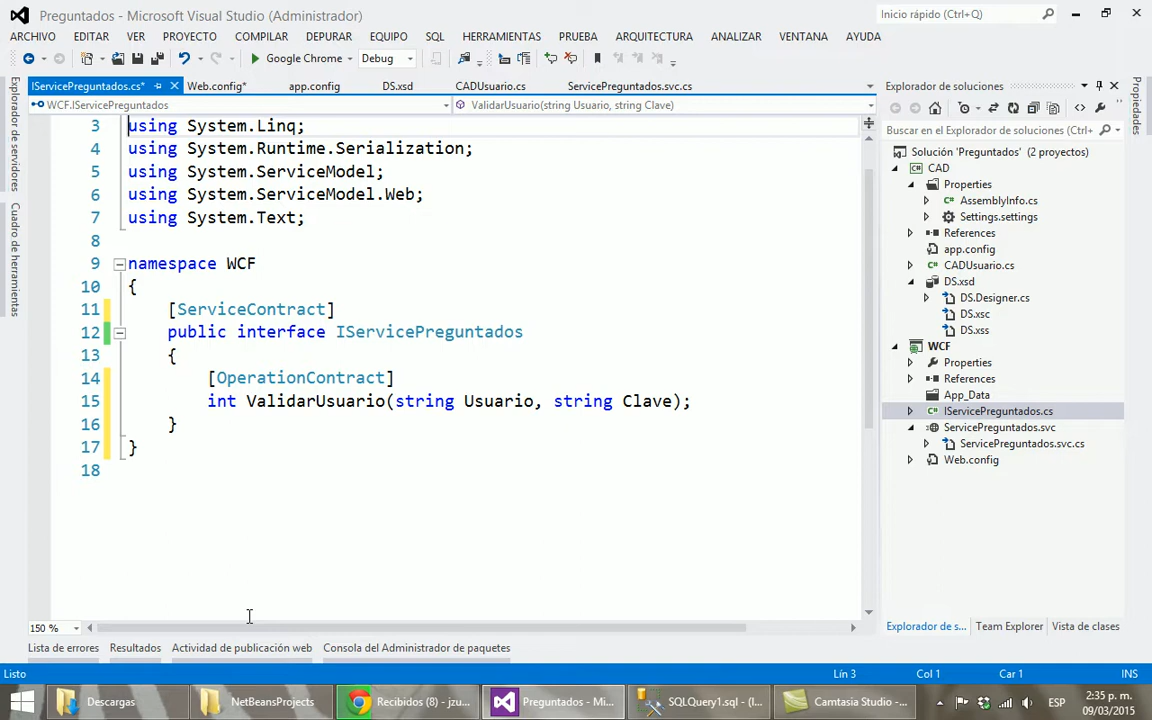 Preguntados - Microsoft Visual Studio (Administrador)
Inicio rápido (Ctrl+Q)
ARCHIVO EDITAR VER PROYECTO COMPILAR DEPURAR EQUIPO SQL HERRAMIENTAS PRUEBA ARQUITECTURA ANALIZAR VENTANA AYUDA
Google Chrome Debug
Explorador de servidores
Cuadro de herramientas
IServicePreguntados.cs* Web.config* app.config DS.xsd CADUsuario.cs ServicePreguntados.svc.cs
WCF.IServicePreguntados ValidarUsuario(string Usuario, string Clave)
3 using System.Linq;
4 using System.Runtime.Serialization;
5 using System.ServiceModel;
6 using System.ServiceModel.Web;
7 using System.Text;
8
9 namespace WCF
10 {
11 [ServiceContract]
12 public interface IServicePreguntados
13 {
14 [OperationContract]
15 int ValidarUsuario(string Usuario, string Clave);
16 }
17 }
18
150 %
Explorador de soluciones
Buscar en el Explorador de soluciones (Ctrl+
Solución 'Preguntados' (2 proyectos)
CAD
Properties
AssemblyInfo.cs
Settings.settings
References
app.config
CADUsuario.cs
DS.xsd
DS.Designer.cs
DS.xsc
DS.xss
WCF
Properties
References
App_Data
IServicePreguntados.cs
ServicePreguntados.svc
ServicePreguntados.svc.cs
Web.config
Explorador de s... Team Explorer Vista de clases
Propiedades
Lista de errores Resultados Actividad de publicación web Consola del Administrador de paquetes
Listo Lín 3 Col 1 Car 1 INS
Descargas NetBeansProjects Recibidos (8) - jzu... Preguntados - Mi... SQLQuery1.sql - (l... Camtasia Studio -... ESP
2:35 p. m.
09/03/2015